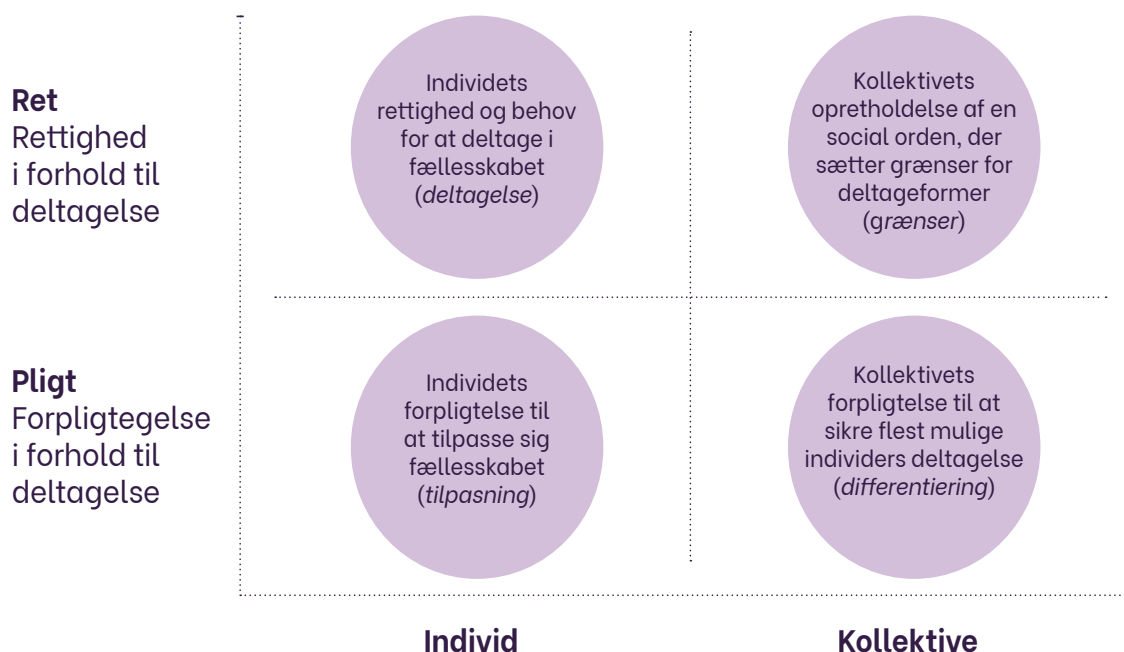 Ret
Rettighed
i forhold til
deltagelse
Individets
rettighed og behov
for at deltage i
fællesskabet
(deltagelse)
Kollektivets
opretholdelse af en
social orden, der
sætter grænser for
deltageformer
(grænser)
Pligt
Forpligtegelse
i forhold til
deltagelse
Individets
forpligtelse til
at tilpasse sig
fællesskabet
(tilpasning)
Kollektivets
forpligtelse til at
sikre flest mulige
individers deltagelse
(differentiering)
Individ
Kollektive